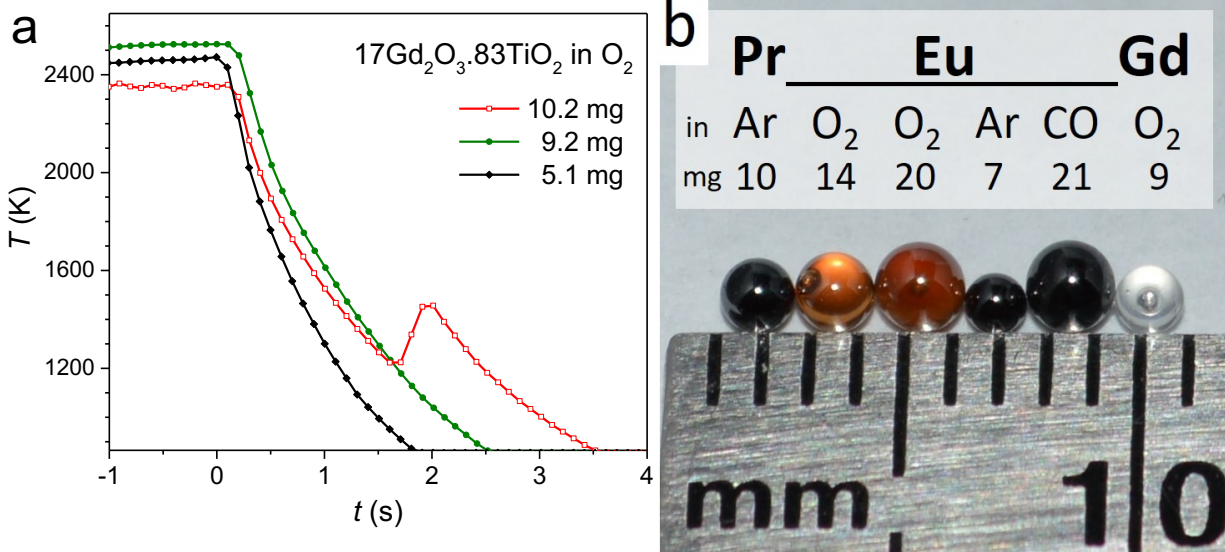 a
17Gd₂O₃.83TiO₂ in O₂
10.2 mg
9.2 mg
5.1 mg
T (K)
2400
2000
1600
1200
-1 0 1 2 3 4
t (s)
b
Pr Eu Gd
in Ar O₂ O₂ Ar CO O₂
mg 10 14 20 7 21 9
mm 10